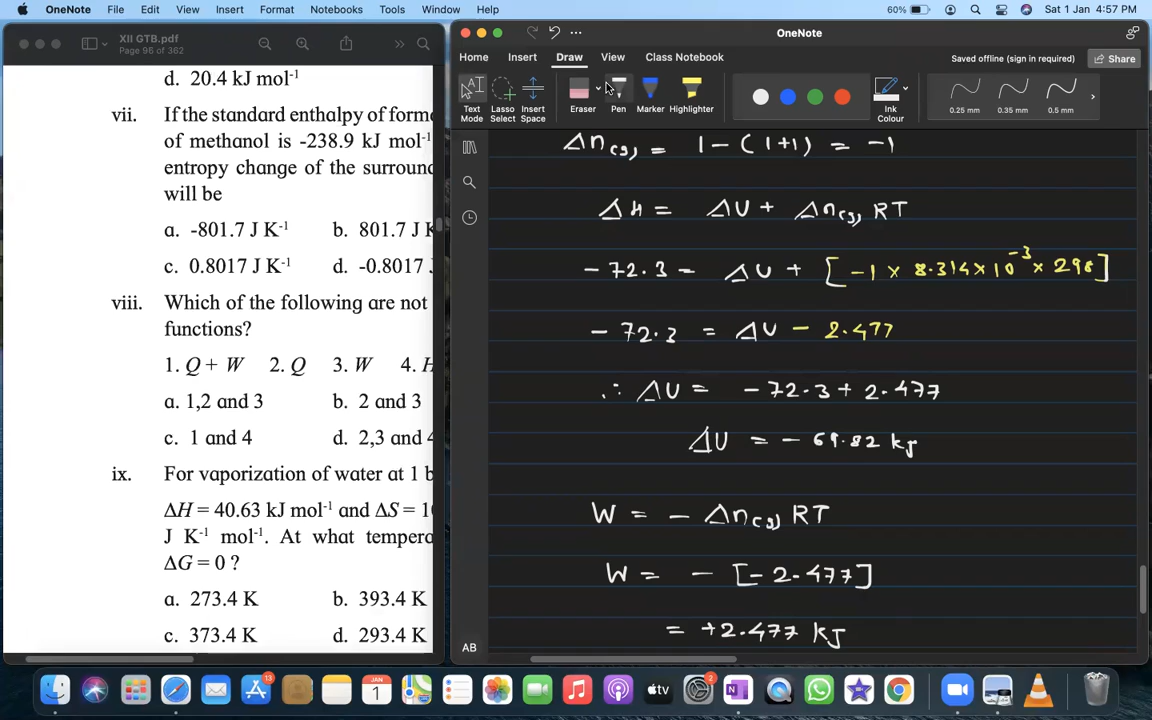 OneNote File Edit View Insert Format Notebooks Tools Window Help 60% Sat 1 Jan 4:57 PM
XII GTB.pdf
Page 96 of 362
OneNote
Home Insert Draw View Class Notebook Saved offline (sign in required) Share
Text Mode Lasso Select Insert Space Eraser Pen Marker Highlighter Ink Colour 0.25 mm 0.35 mm 0.5 mm
d. 20.4 kJ mol⁻¹
vii. If the standard enthalpy of form
of methanol is -238.9 kJ mol⁻¹
entropy change of the surround
will be
a. -801.7 J K⁻¹ b. 801.7 J K
c. 0.8017 J K⁻¹ d. -0.8017
viii. Which of the following are not
functions?
1. Q + W 2. Q 3. W 4. H
a. 1,2 and 3 b. 2 and 3
c. 1 and 4 d. 2,3 and 4
ix. For vaporization of water at 1 b
ΔH = 40.63 kJ mol⁻¹ and ΔS = 10
J K⁻¹ mol⁻¹. At what tempera
ΔG = 0 ?
a. 273.4 K b. 393.4 K
c. 373.4 K d. 293.4 K
Δn(g) = 1 - (1+1) = -1
ΔH = ΔU + Δn(g) RT
-72.3 = ΔU + [-1 × 8.314 × 10⁻³ × 298]
-72.3 = ΔU - 2.477
∴ ΔU = -72.3 + 2.477
ΔU = - 69.82 kJ
W = - Δn(g) RT
W = - [-2.477]
= +2.477 kJ
AB
13
JAN
1
2
tv